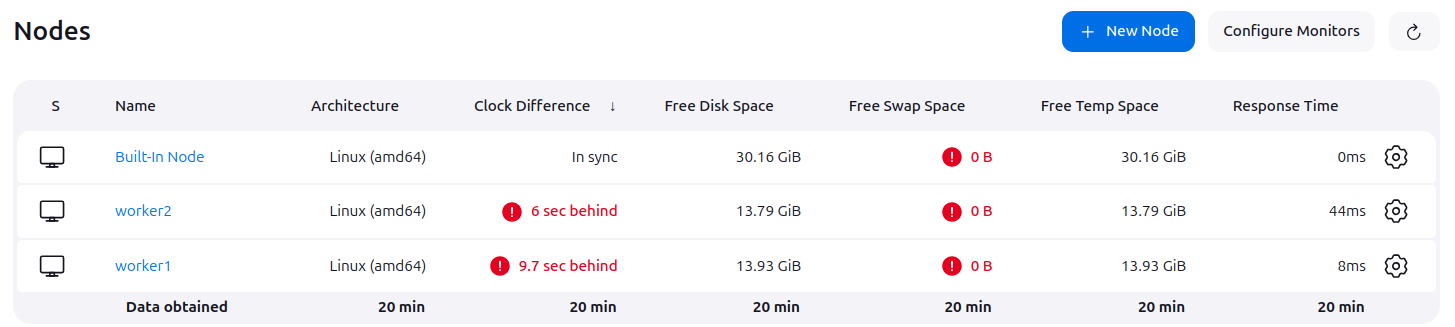 Nodes
+ New Node
Configure Monitors
S Name Architecture Clock Difference ↓ Free Disk Space Free Swap Space Free Temp Space Response Time
Built-In Node Linux (amd64) In sync 30.16 GiB ! 0 B 30.16 GiB 0ms
worker2 Linux (amd64) ! 6 sec behind 13.79 GiB ! 0 B 13.79 GiB 44ms
worker1 Linux (amd64) ! 9.7 sec behind 13.93 GiB ! 0 B 13.93 GiB 8ms
Data obtained 20 min 20 min 20 min 20 min 20 min 20 min